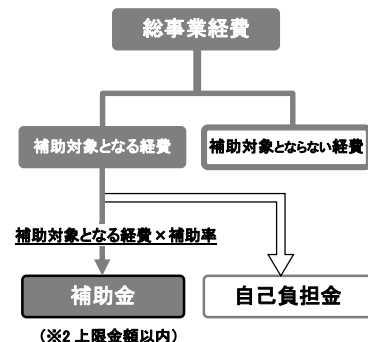 総事業経費
補助対象となる経費
補助対象とならない経費
補助対象となる経費×補助率
補助金
自己負担金
(※2 上限金額以内)